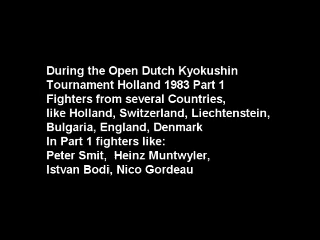 During the Open Dutch Kyokushin
Tournament Holland 1983 Part 1
Fighters from several Countries,
like Holland, Switzerland, Liechtenstein,
Bulgaria, England, Denmark
In Part 1 fighters like:
Peter Smit,  Heinz Muntwyler,
Istvan Bodi, Nico Gordeau